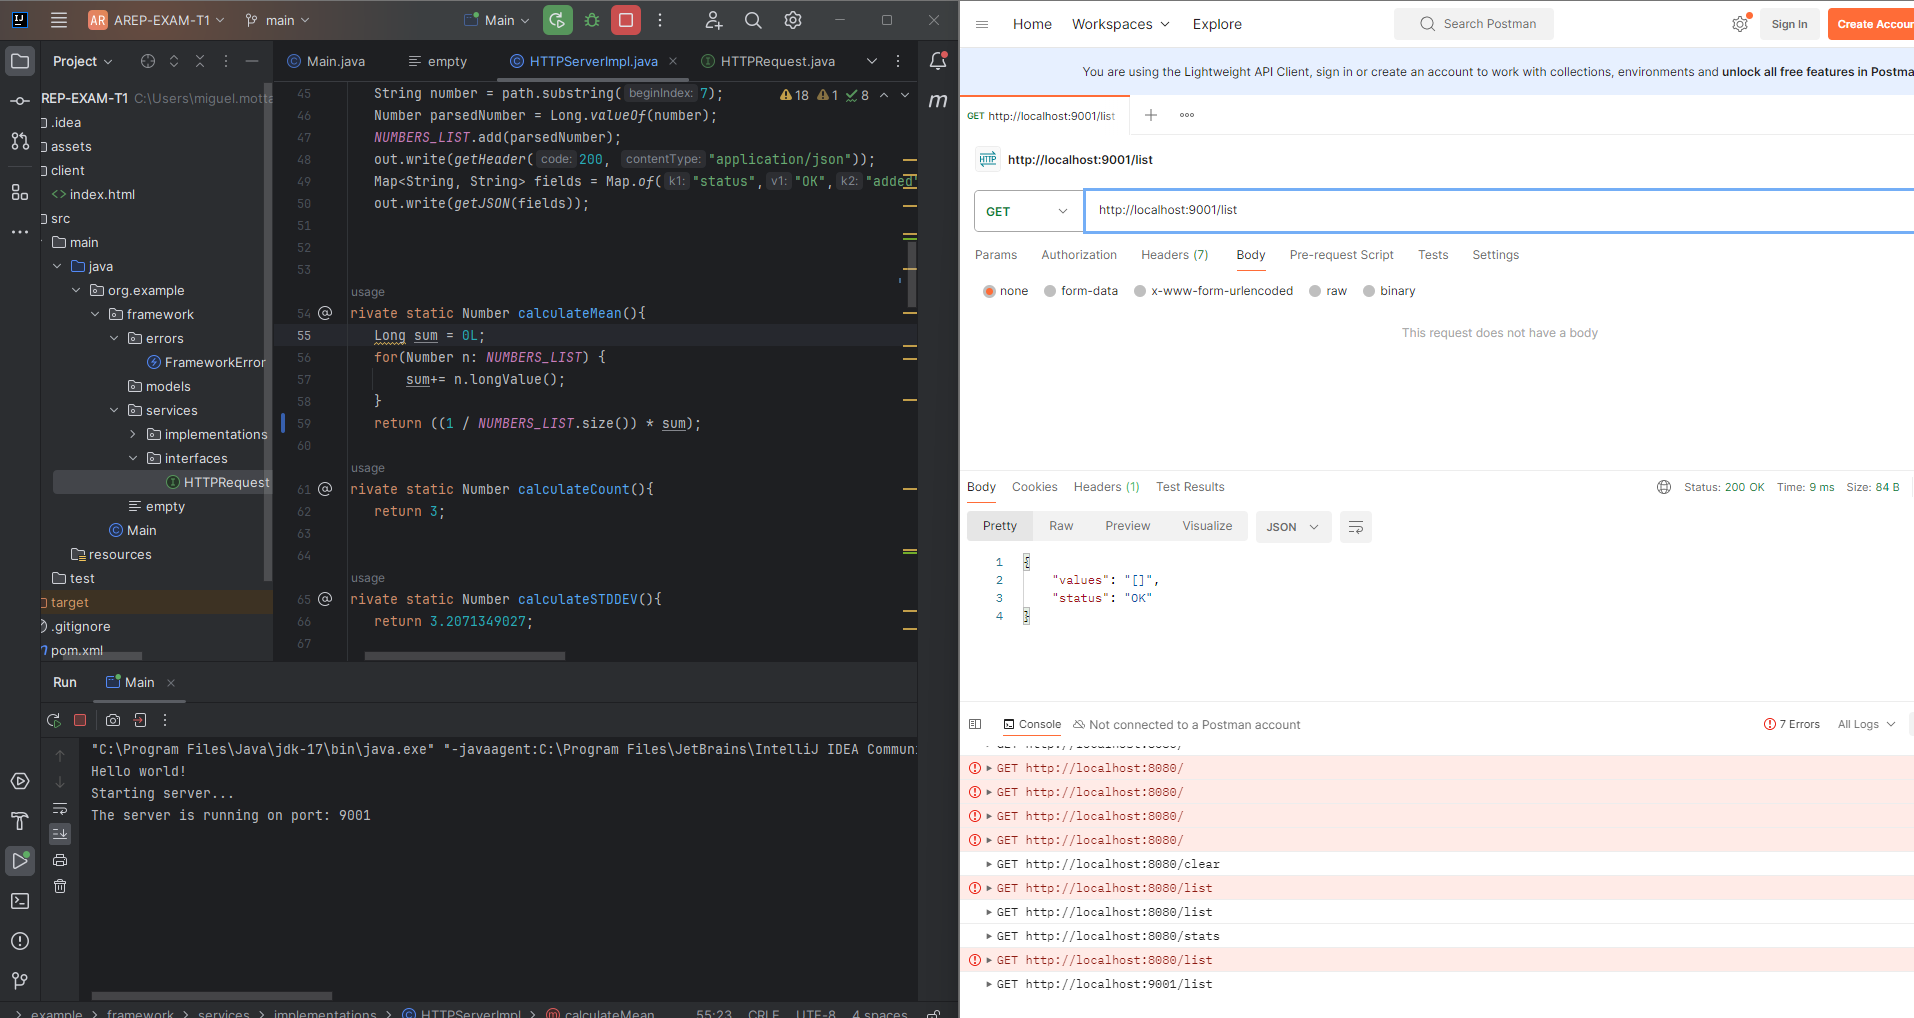 AR AREP-EXAM-T1 main Main
Project
Main.java empty HTTPServerImpl.java HTTPRequest.java
REP-EXAM-T1 C:\Users\miguel.motta
.idea
assets
client
<> index.html
src
main
java
org.example
framework
errors
FrameworkError
models
services
implementations
interfaces
HTTPRequest
empty
Main
resources
test
target
.gitignore
pom.xml
18 1 8
45 String number = path.substring( beginIndex: 7);
46 Number parsedNumber = Long.valueOf(number);
47 NUMBERS_LIST.add(parsedNumber);
48 out.write(getHeader( code: 200, contentType: "application/json"));
49 Map<String, String> fields = Map.of( k1: "status", v1: "OK", k2: "added"
50 out.write(getJSON(fields));
51
52
53
usage
54 rivate static Number calculateMean(){
55 Long sum = 0L;
56 for(Number n: NUMBERS_LIST) {
57 sum+= n.longValue();
58 }
59 return ((1 / NUMBERS_LIST.size()) * sum);
60
usage
61 rivate static Number calculateCount(){
62 return 3;
63
64
usage
65 rivate static Number calculateSTDDEV(){
66 return 3.2071349027;
67
m
Run Main
"C:\Program Files\Java\jdk-17\bin\java.exe" "-javaagent:C:\Program Files\JetBrains\IntelliJ IDEA Commun
Hello world!
Starting server...
The server is running on port: 9001
example > framework > services > implementations > HTTPServerImpl > calculateMean 55:23 CRLF UTF-8 4 spaces
Home Workspaces Explore Search Postman Sign In Create Accoun
You are using the Lightweight API Client, sign in or create an account to work with collections, environments and unlock all free features in Postma
GET http://localhost:9001/list
HTTP http://localhost:9001/list
GET http://localhost:9001/list
Params Authorization Headers (7) Body Pre-request Script Tests Settings
none form-data x-www-form-urlencoded raw binary
This request does not have a body
Body Cookies Headers (1) Test Results Status: 200 OK Time: 9 ms Size: 84 B
Pretty Raw Preview Visualize JSON
1 {
2 "values": "[]",
3 "status": "OK"
4 }
Console Not connected to a Postman account 7 Errors All Logs
GET http://localhost:8080/
GET http://localhost:8080/
GET http://localhost:8080/
GET http://localhost:8080/
GET http://localhost:8080/
GET http://localhost:8080/clear
GET http://localhost:8080/list
GET http://localhost:8080/list
GET http://localhost:8080/stats
GET http://localhost:8080/list
GET http://localhost:9001/list